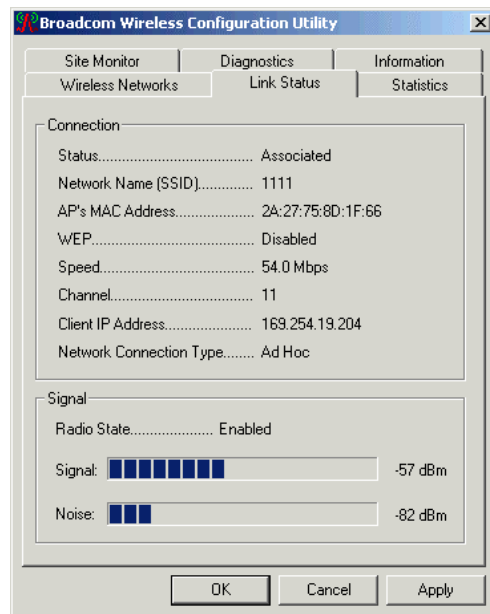 Broadcom Wireless Configuration Utility
Site Monitor Diagnostics Information
Wireless Networks Link Status Statistics
Connection
Status.................................... Associated
Network Name (SSID)............. 1111
AP's MAC Address................... 2A:27:75:8D:1F:66
WEP....................................... Disabled
Speed..................................... 54.0 Mbps
Channel.................................. 11
Client IP Address...................... 169.254.19.204
Network Connection Type........ Ad Hoc
Signal
Radio State..................... Enabled
Signal: -57 dBm
Noise: -82 dBm
OK Cancel Apply